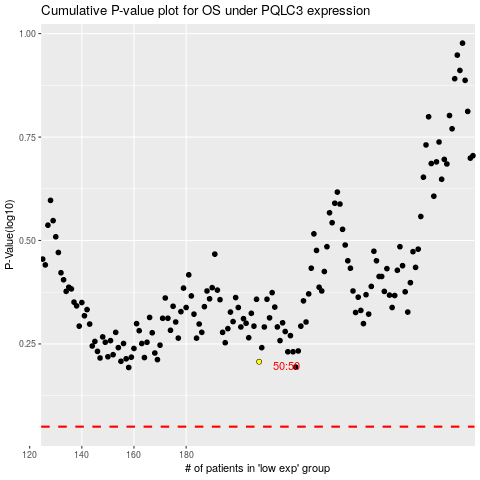 Cumulative P-value plot for OS under PQLC3 expression
P-Value(log10)
1.00
0.75
0.50
0.25
50:50
120 140 160 180
# of patients in 'low exp' group